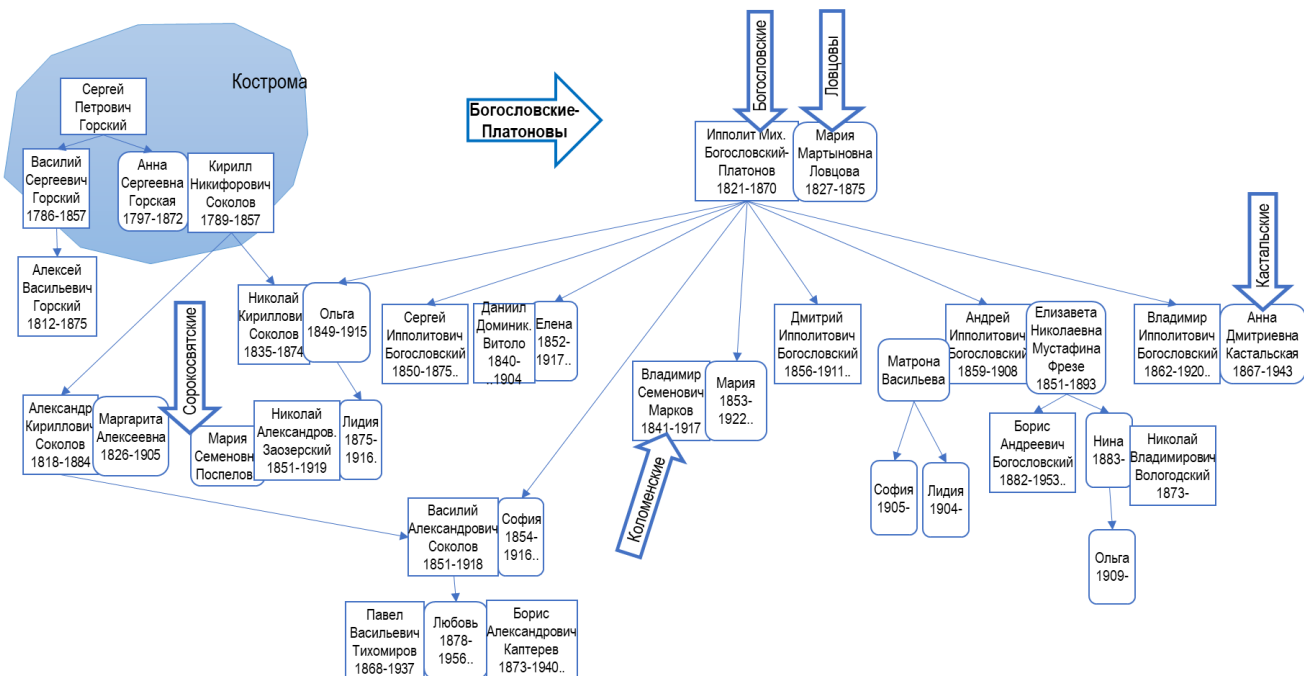 Кострома
Сергей
Петрович
Горский
Василий
Сергеевич
Горский
1786-1857
Анна
Сергеевна
Горская
1797-1872
Кирилл
Никифорович
Соколов
1789-1857
Алексей
Васильевич
Горский
1812-1875
Богословские-
Платоновы
Богословские
Ловцовы
Ипполит Мих.
Богословский-
Платонов
1821-1870
Мария
Мартыновна
Ловцова
1827-1875
Кастальские
Николай
Кириллови
Соколов
1835-1874
Ольга
1849-1915
Сергей
Ипполитович
Богословский
1850-1875..
Даниил
Доминик.
Витоло
1840-
..1904
Елена
1852-
1917..
Владимир
Семенович
Марков
1841-1917
Мария
1853-
1922..
Дмитрий
Ипполитович
Богословский
1856-1911..
Матрона
Васильева
Андрей
Ипполитович
Богословский
1859-1908
Елизавета
Николаевна
Мустафина
Фрезе
1851-1893
Владимир
Ипполитович
Богословский
1862-1920..
Анна
Дмитриевна
Кастальская
1867-1943
Сорокосвятские
Александр
Кириллович
Соколов
1818-1884
Маргарита
Алексеевна
1826-1905
Мария
Семеновн
Поспелов
Николай
Александров.
Заозерский
1851-1919
Лидия
1875-
1916.
Коломенские
София
1905-
Лидия
1904-
Борис
Андреевич
Богословский
1882-1953..
Нина
1883-
Николай
Владимирович
Вологодский
1873-
Ольга
1909-
Василий
Александрович
Соколов
1851-1918
София
1854-
1916..
Павел
Васильевич
Тихомиров
1868-1937
Любовь
1878-
1956..
Борис
Александрович
Каптерев
1873-1940..